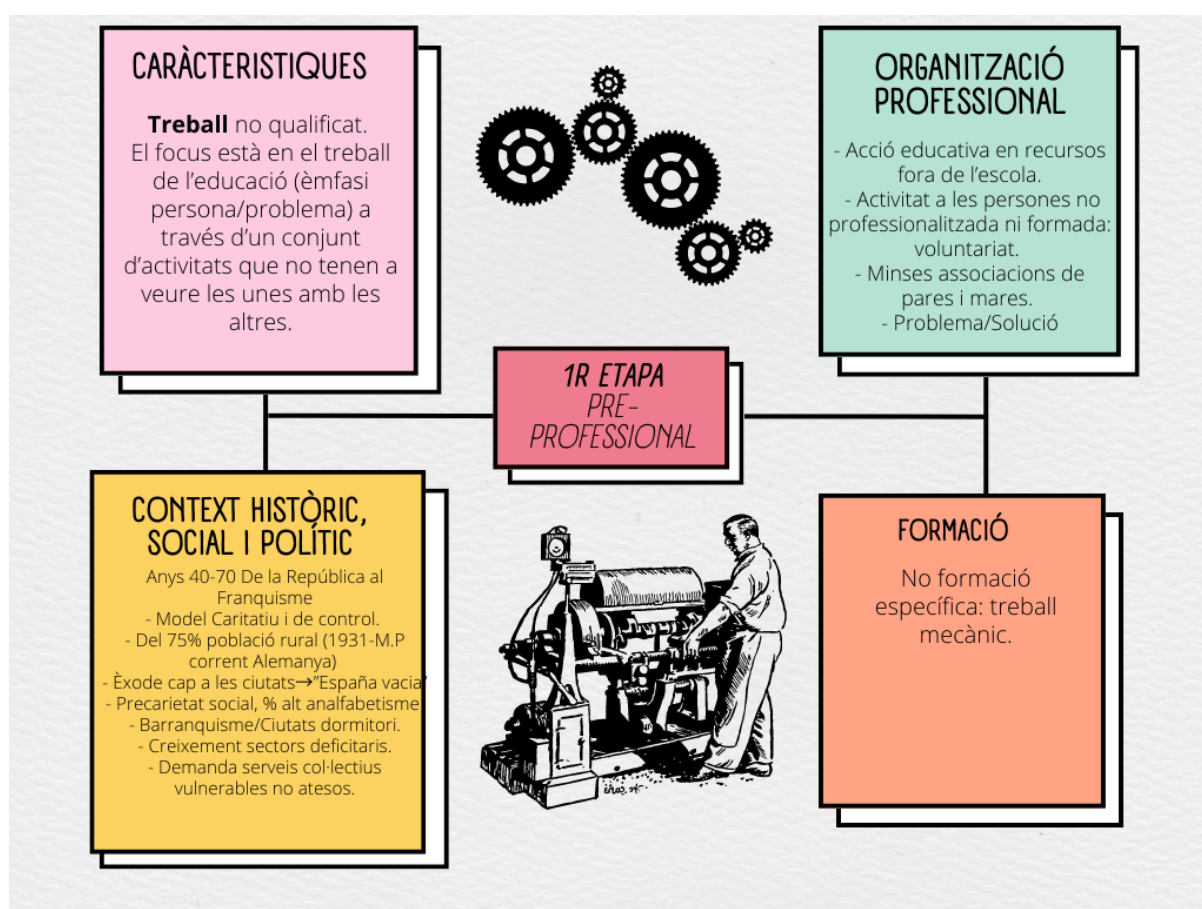 CARÀCTERISTIQUES
Treball no qualificat.
El focus està en el treball
de l'educació (èmfasi
persona/problema) a
través d'un conjunt
d'activitats que no tenen a
veure les unes amb les
altres.
ORGANITZACIÓ
PROFESSIONAL
- Acció educativa en recursos
fora de l'escola.
- Activitat a les persones no
professionalitzada ni formada:
voluntariat.
- Minses associacions de
pares i mares.
- Problema/Solució
1R ETAPA
PRE-
PROFESSIONAL
CONTEXT HISTÒRIC,
SOCIAL I POLÍTIC
Anys 40-70 De la República al
Franquisme
- Model Caritatiu i de control.
- Del 75% població rural (1931-M.P
corrent Alemanya)
- Èxode cap a les ciutats→"España vacia"
- Precarietat social, % alt analfabetisme
- Barranquisme/Ciutats dormitori.
- Creixement sectors deficitaris.
- Demanda serveis col·lectius
vulnerables no atesos.
FORMACIÓ
No formació
específica: treball
mecànic.